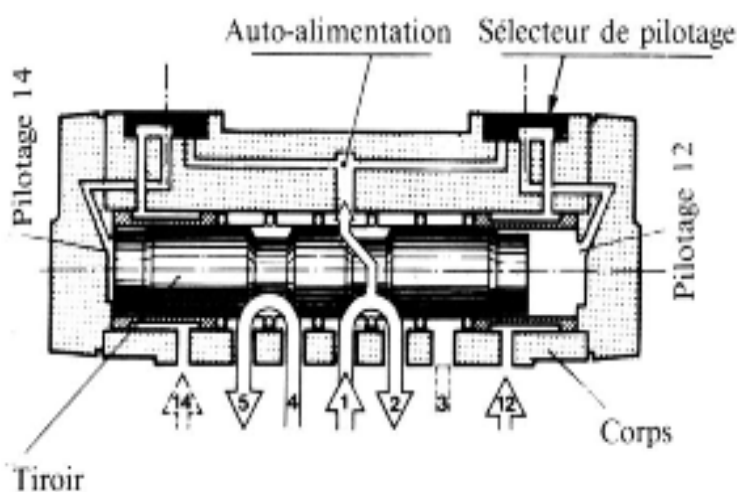 Auto-alimentation
Sélecteur de pilotage
Pilotage 14
Pilotage 12
14
5
4
1
2
3
12
Corps
Tiroir